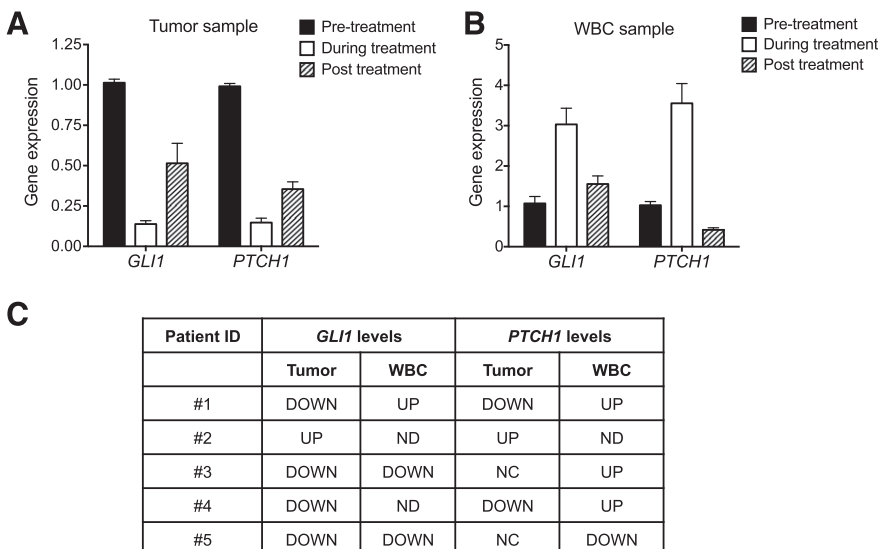 A
Tumor sample
Pre-treatment
During treatment
Post treatment
Gene expression
1.25
1.00
0.75
0.50
0.25
0.00
GLI1 PTCH1
B
WBC sample
Pre-treatment
During treatment
Post treatment
Gene expression
5
4
3
2
1
0
GLI1 PTCH1
C
Patient ID GLI1 levels PTCH1 levels
Tumor WBC Tumor WBC
#1 DOWN UP DOWN UP
#2 UP ND UP ND
#3 DOWN DOWN NC UP
#4 DOWN ND DOWN UP
#5 DOWN DOWN NC DOWN